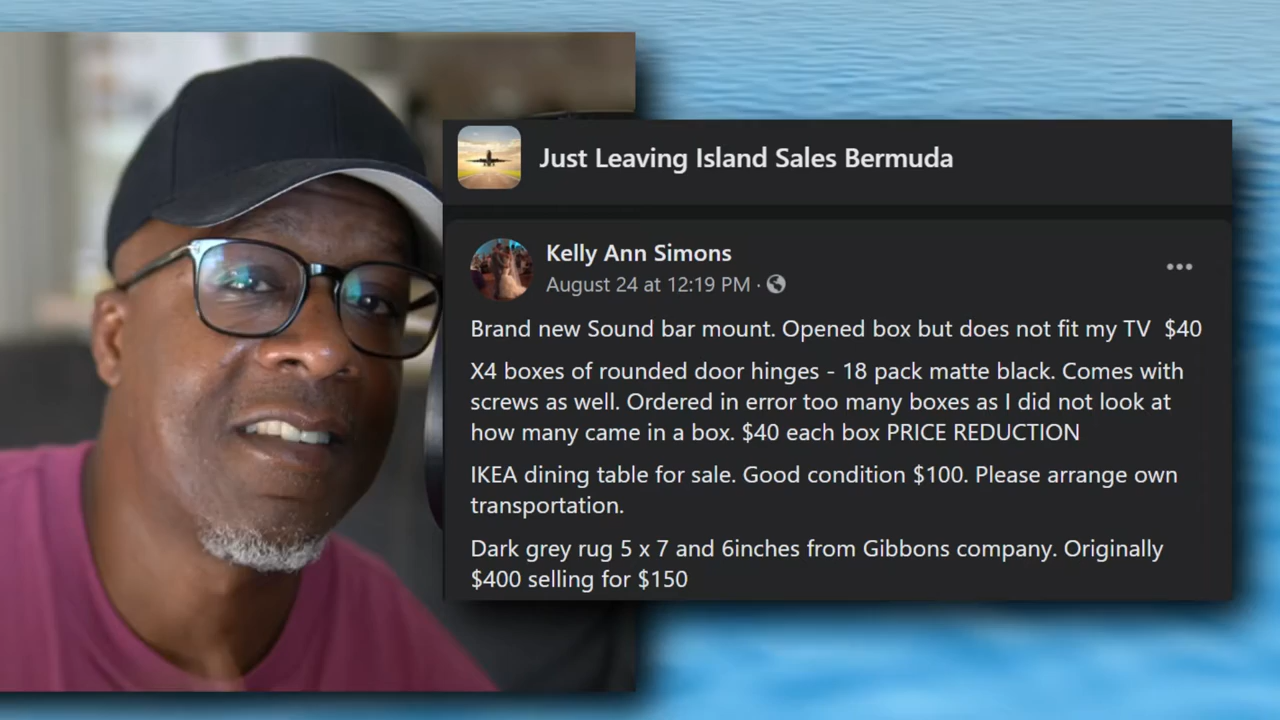 Just Leaving Island Sales Bermuda
Kelly Ann Simons
August 24 at 12:19 PM ·
Brand new Sound bar mount. Opened box but does not fit my TV $40
X4 boxes of rounded door hinges - 18 pack matte black. Comes with
screws as well. Ordered in error too many boxes as I did not look at
how many came in a box. $40 each box PRICE REDUCTION
IKEA dining table for sale. Good condition $100. Please arrange own
transportation.
Dark grey rug 5 x 7 and 6inches from Gibbons company. Originally
$400 selling for $150